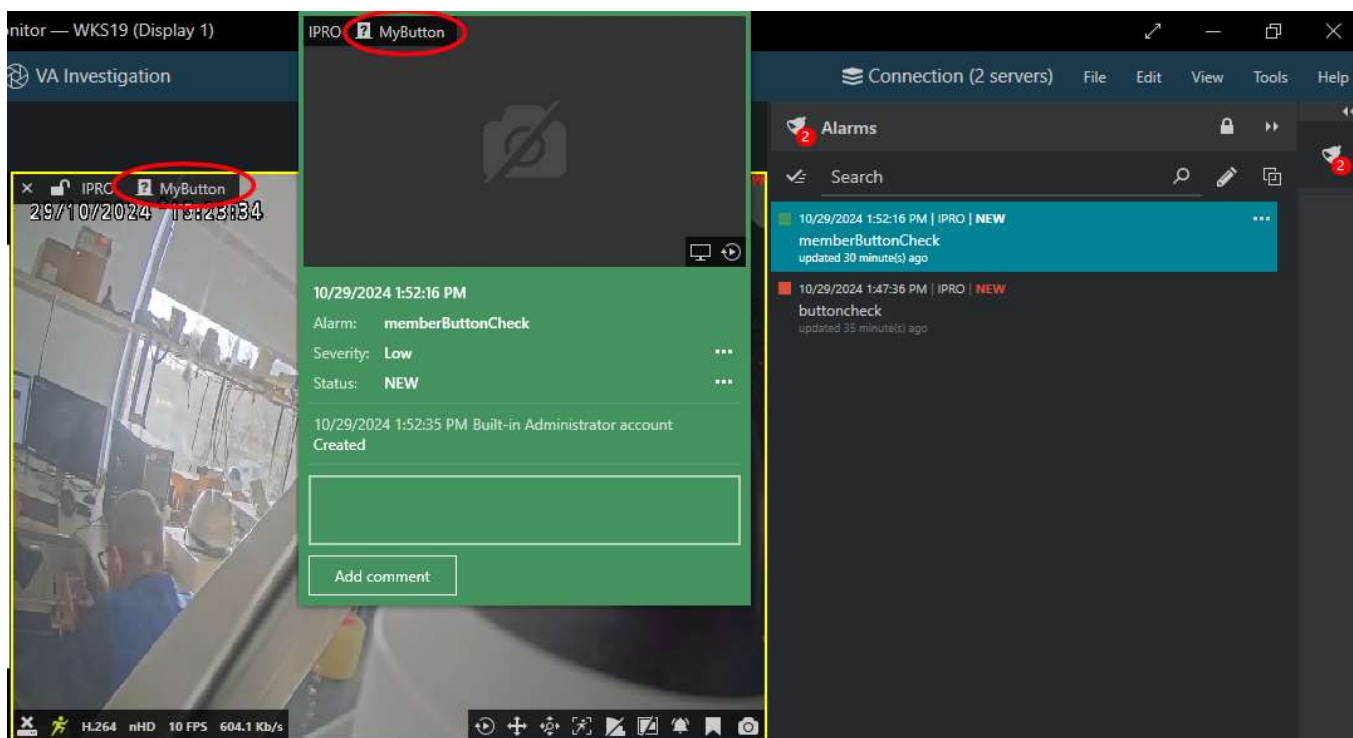 nitor — WKS19 (Display 1)
VA Investigation
Connection (2 servers) File Edit View Tools Help
IPRO ? MyButton
× IPRO ? MyButton
29/10/2024
10/29/2024 1:52:16 PM
Alarm: memberButtonCheck
Severity: Low
Status: NEW
10/29/2024 1:52:35 PM Built-in Administrator account
Created
Add comment
H.264 nHD 10 FPS 604.1 Kb/s
2 Alarms
Search
2
10/29/2024 1:52:16 PM | IPRO | NEW
memberButtonCheck
updated 30 minute(s) ago
10/29/2024 1:47:36 PM | IPRO | NEW
buttoncheck
updated 35 minute(s) ago